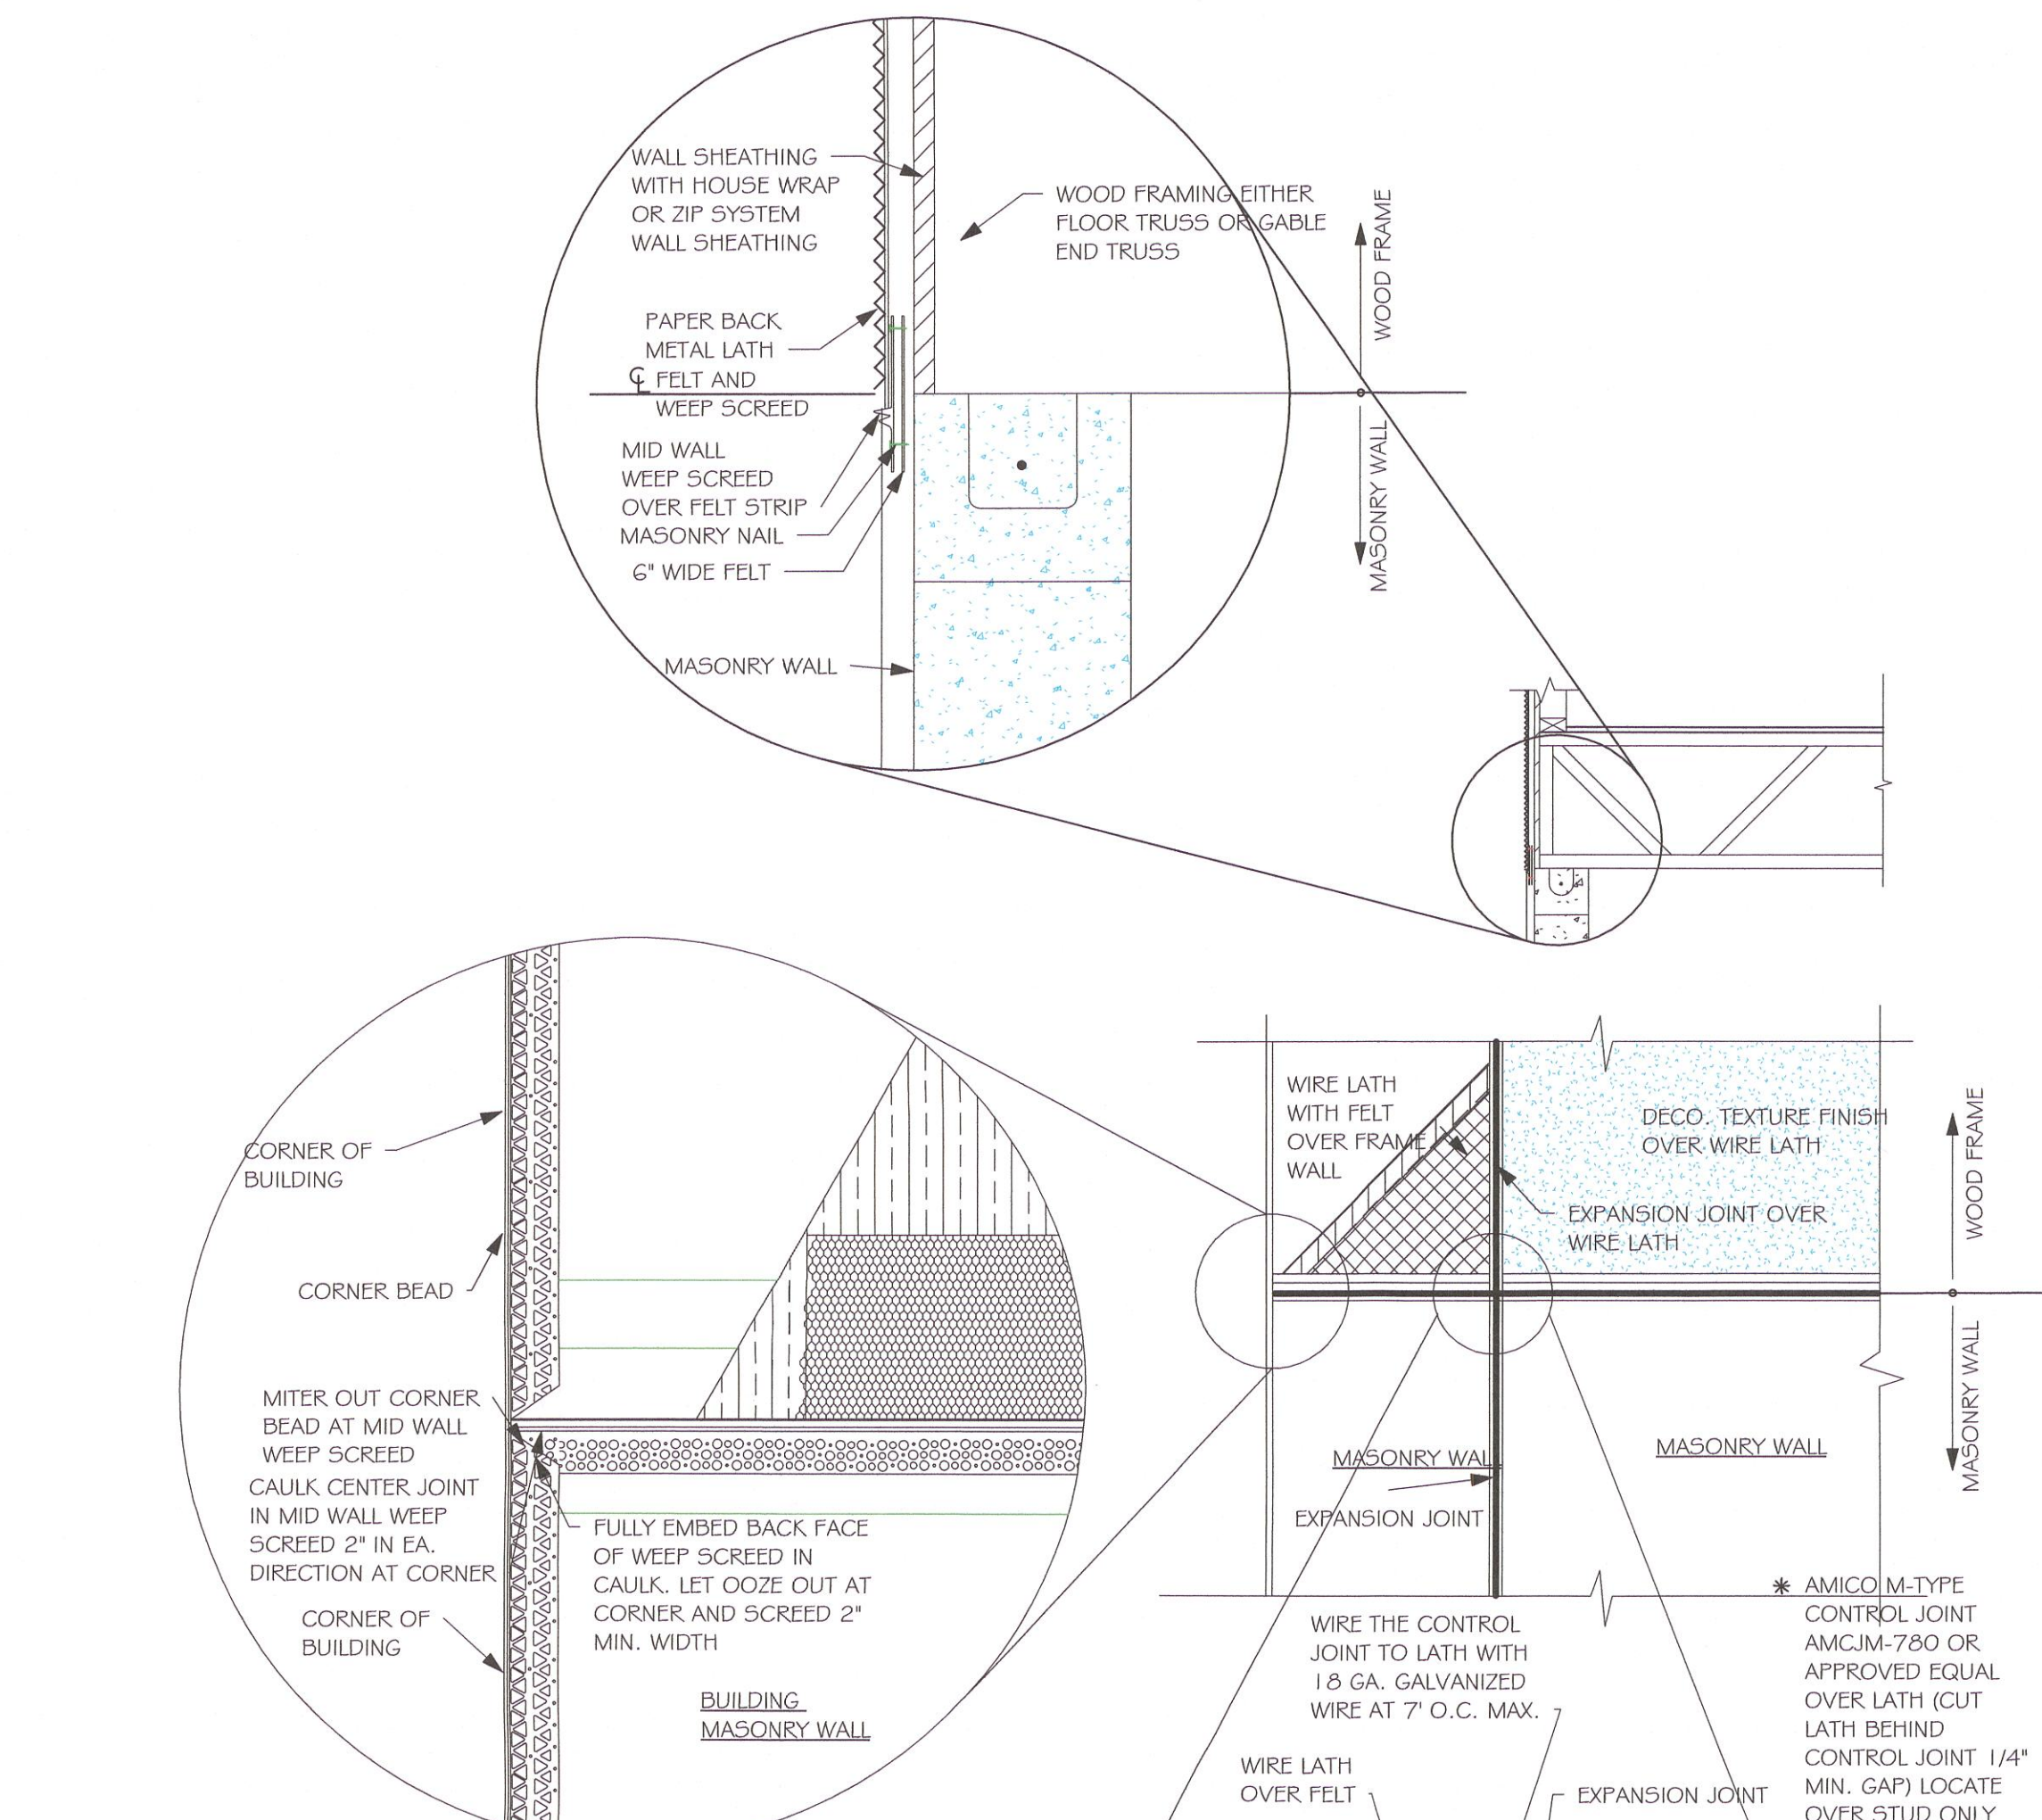 WALL SHEATHING
WITH HOUSE WRAP
OR ZIP SYSTEM
WALL SHEATHING
WOOD FRAMING EITHER
FLOOR TRUSS OR GABLE
END TRUSS
WOOD FRAME
PAPER BACK
METAL LATH
℄ FELT AND
WEEP SCREED
MID WALL
WEEP SCREED
OVER FELT STRIP
MASONRY NAIL
6" WIDE FELT
MASONRY WALL
MASONRY WALL
CORNER OF
BUILDING
CORNER BEAD
MITER OUT CORNER
BEAD AT MID WALL
WEEP SCREED
CAULK CENTER JOINT
IN MID WALL WEEP
SCREED 2" IN EA.
DIRECTION AT CORNER
CORNER OF
BUILDING
FULLY EMBED BACK FACE
OF WEEP SCREED IN
CAULK. LET OOZE OUT AT
CORNER AND SCREED 2"
MIN. WIDTH
BUILDING
MASONRY WALL
WIRE LATH
WITH FELT
OVER FRAME
WALL
DECO. TEXTURE FINISH
OVER WIRE LATH
EXPANSION JOINT OVER
WIRE LATH
WOOD FRAME
MASONRY WALL
MASONRY WALL
MASONRY WALL
EXPANSION JOINT
WIRE THE CONTROL
JOINT TO LATH WITH
18 GA. GALVANIZED
WIRE AT 7' O.C. MAX.
WIRE LATH
OVER FELT
EXPANSION JOINT
* AMICO M-TYPE
CONTROL JOINT
AMCJM-780 OR
APPROVED EQUAL
OVER LATH (CUT
LATH BEHIND
CONTROL JOINT 1/4"
MIN. GAP) LOCATE
OVER STUD ONLY